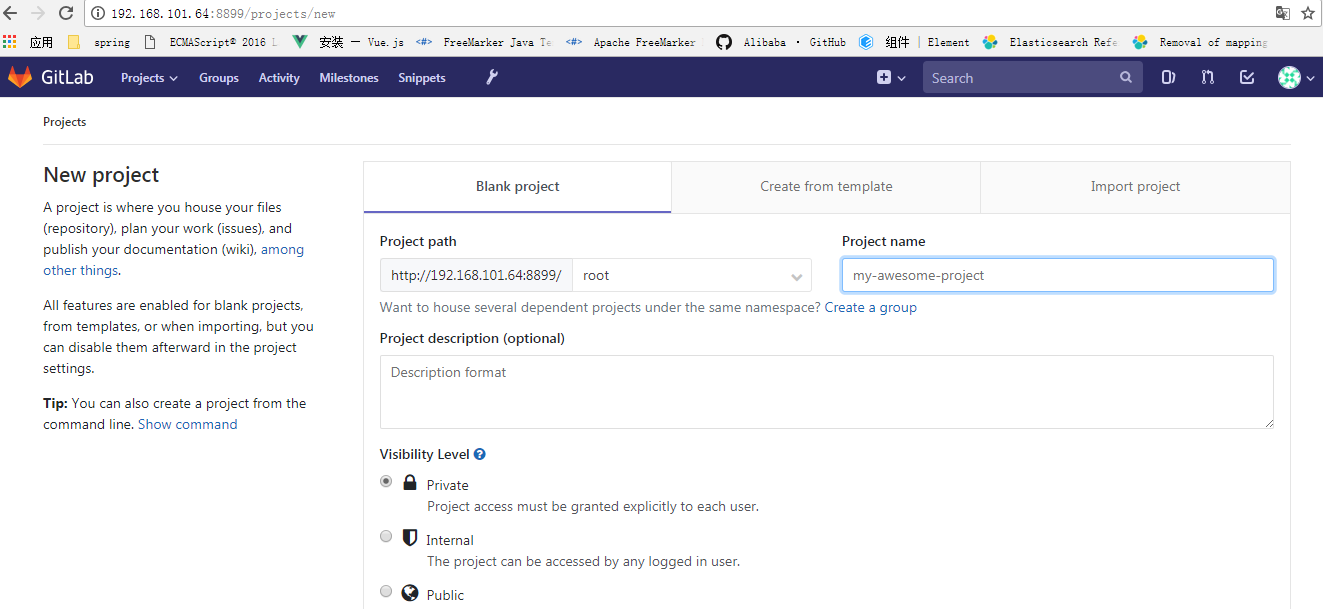 192.168.101.64:8899/projects/new
应用 spring ECMAScript® 2016 L 安装 — Vue.js FreeMarker Java Te Apache FreeMarker Alibaba · GitHub 组件 | Element Elasticsearch Refe Removal of mapping
GitLab Projects Groups Activity Milestones Snippets Search
Projects
New project
A project is where you house your files
(repository), plan your work (issues), and
publish your documentation (wiki), among
other things.
All features are enabled for blank projects,
from templates, or when importing, but you
can disable them afterward in the project
settings.
Tip: You can also create a project from the
command line. Show command
Blank project Create from template Import project
Project path Project name
http://192.168.101.64:8899/ root my-awesome-project
Want to house several dependent projects under the same namespace? Create a group
Project description (optional)
Description format
Visibility Level
Private
Project access must be granted explicitly to each user.
Internal
The project can be accessed by any logged in user.
Public